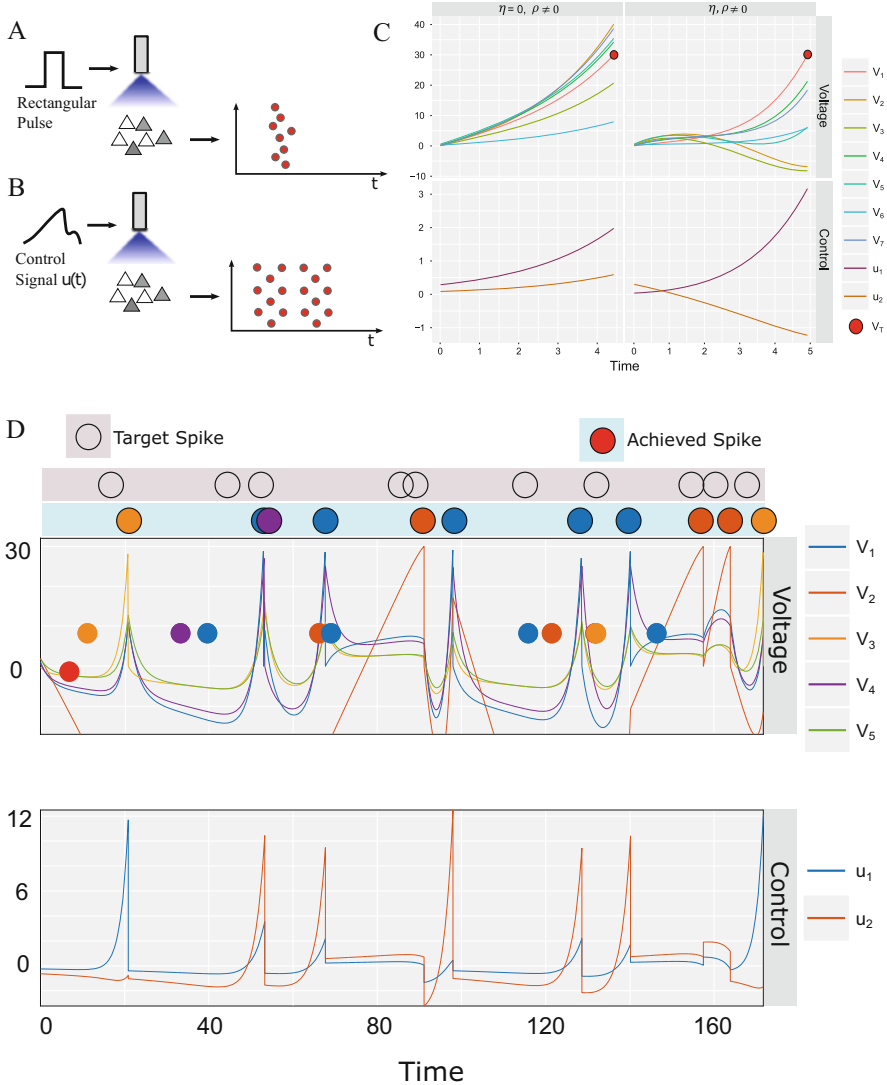 A
Rectangular
Pulse
t
B
Control
Signal u(t)
t
C
η = 0, ρ ≠ 0
η, ρ ≠ 0
40
30
20
10
0
−10
Voltage
3
2
1
0
−1
Control
0 1 2 3 4
0 1 2 3 4 5
Time
V₁
V₂
V₃
V₄
V₅
V₆
V₇
u₁
u₂
V_T
D
Target Spike
Achieved Spike
30
0
Voltage
V₁
V₂
V₃
V₄
V₅
12
6
0
Control
u₁
u₂
0 40 80 120 160
Time